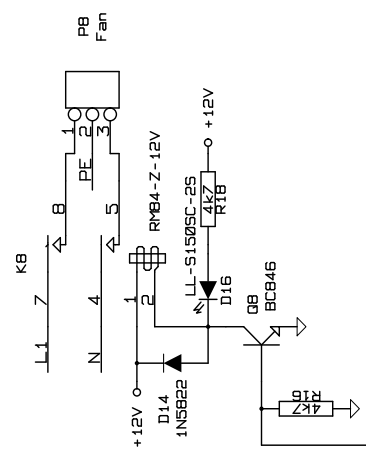 P8
Fan
1
2
3
PE
8
5
K8
7
4
L1
N
RM84-Z-12V
1
2
+12V
4k7
R18
LL-S150SC-2S
D16
Q8
BC846
D14
1N5822
+12V
R16
4k7